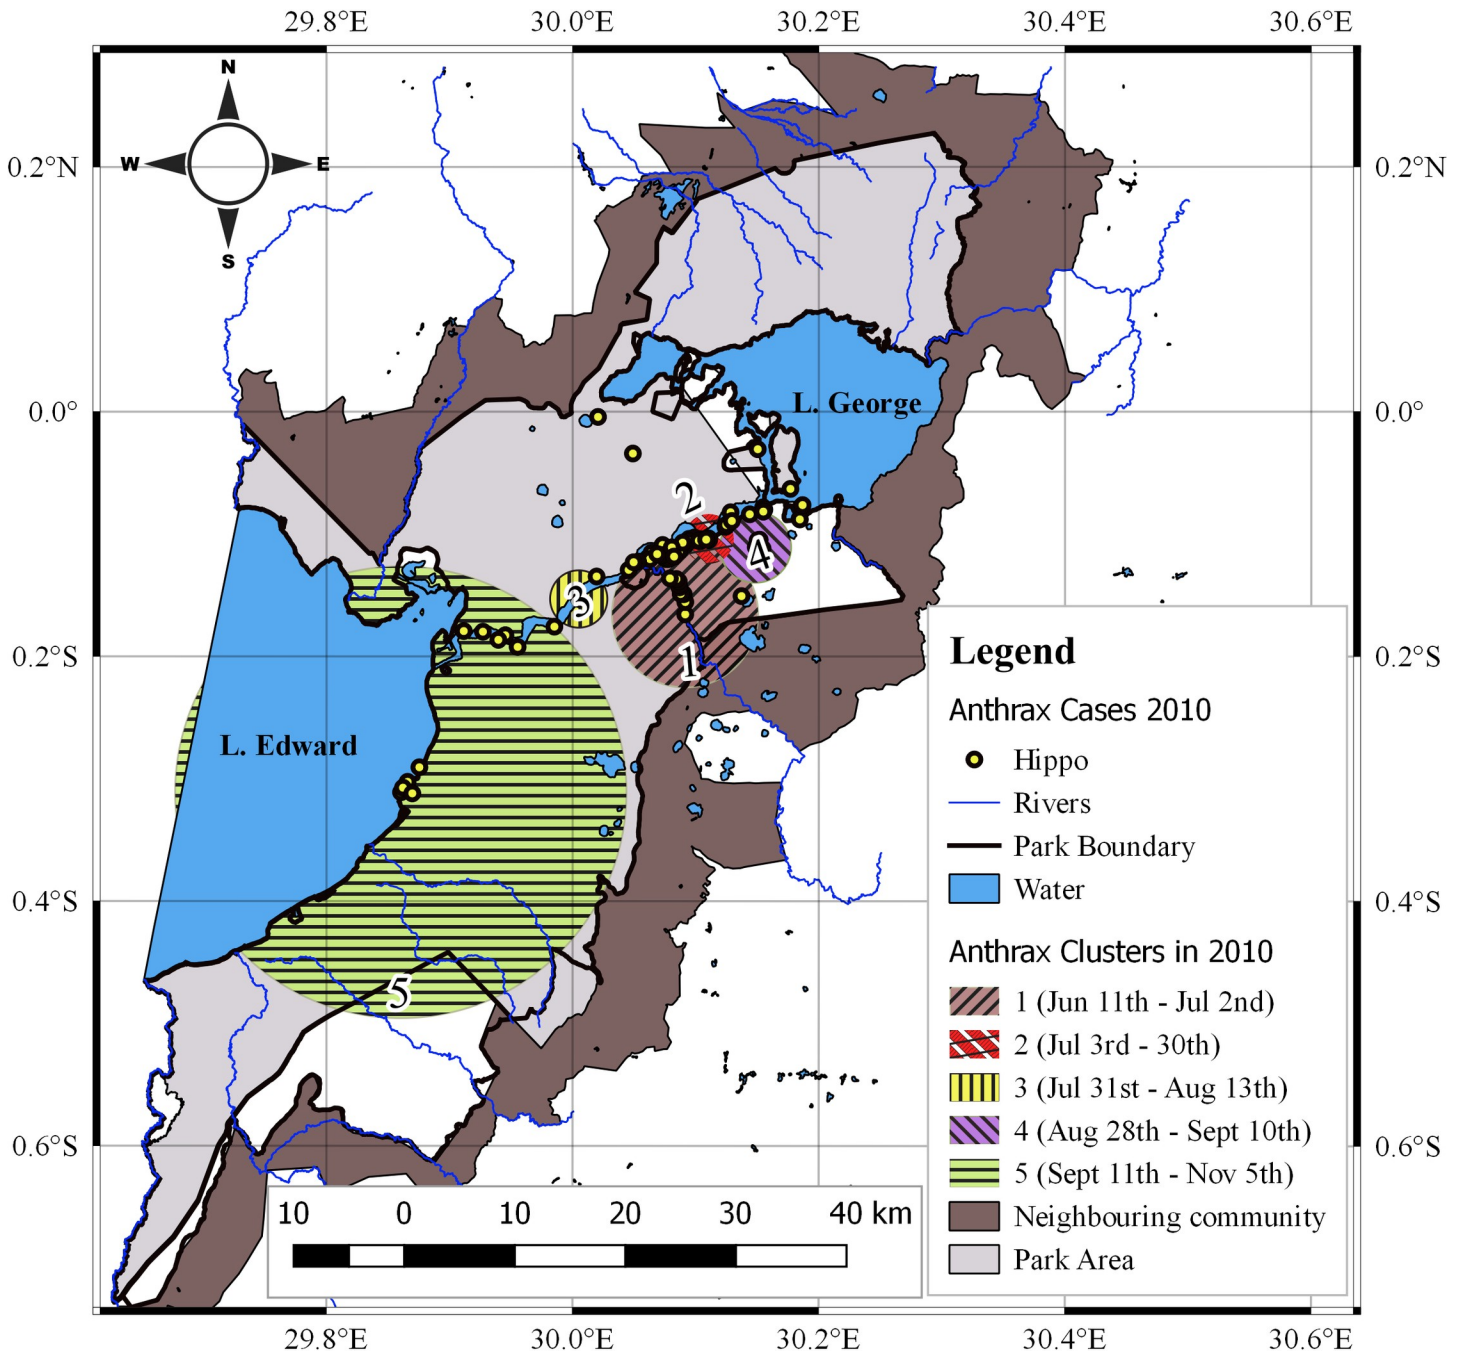 29.8°E 30.0°E 30.2°E 30.4°E 30.6°E
N
W E
S
0.2°N 0.2°N
0.0° 0.0°
L. George
2
4
3
1
0.2°S 0.2°S
L. Edward
0.4°S 0.4°S
5
0.6°S 0.6°S
Legend
Anthrax Cases 2010
Hippo
Rivers
Park Boundary
Water
Anthrax Clusters in 2010
1 (Jun 11th - Jul 2nd)
2 (Jul 3rd - 30th)
3 (Jul 31st - Aug 13th)
4 (Aug 28th - Sept 10th)
5 (Sept 11th - Nov 5th)
Neighbouring community
Park Area
10 0 10 20 30 40 km
29.8°E 30.0°E 30.2°E 30.4°E 30.6°E